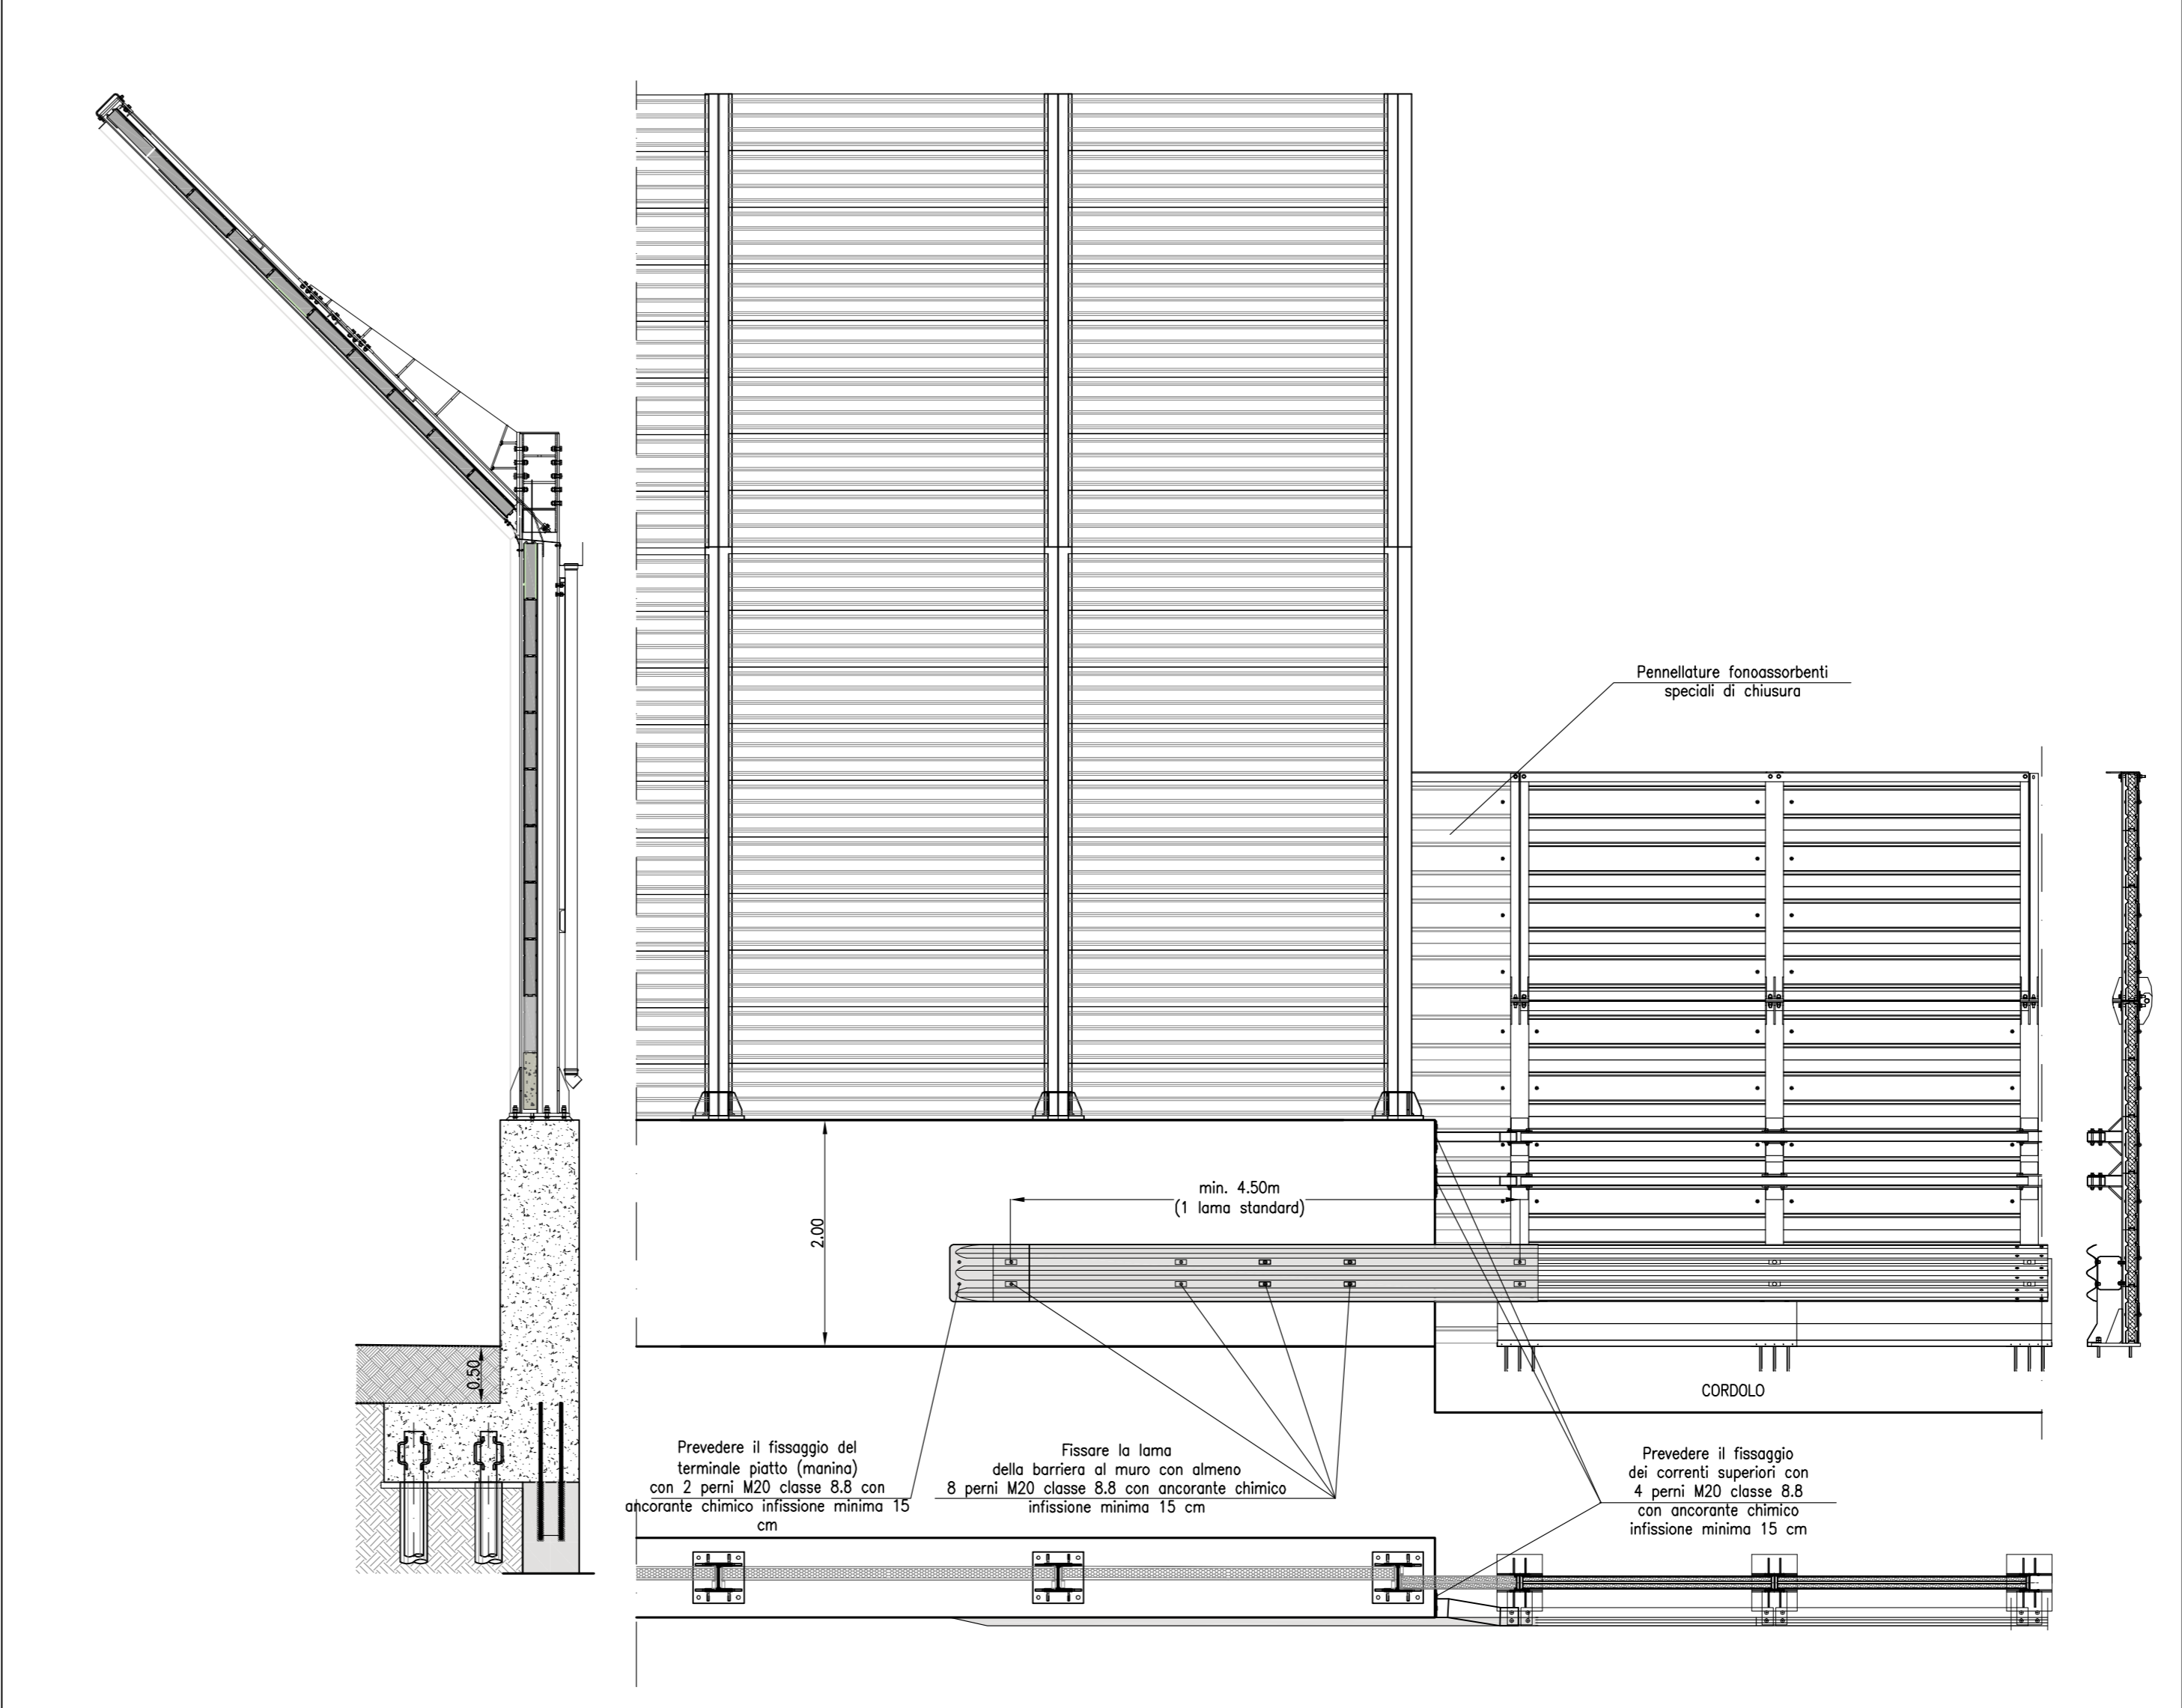 Pennellature fonoassorbenti
speciali di chiusura
min. 4.50m
(1 lama standard)
2.00
0.50
CORDOLO
Prevedere il fissaggio del
terminale piatto (manina)
con 2 perni M20 classe 8.8 con
ancorante chimico infissione minima 15
cm
Fissare la lama
della barriera al muro con almeno
8 perni M20 classe 8.8 con ancorante chimico
infissione minima 15 cm
Prevedere il fissaggio
dei correnti superiori con
4 perni M20 classe 8.8
con ancorante chimico
infissione minima 15 cm